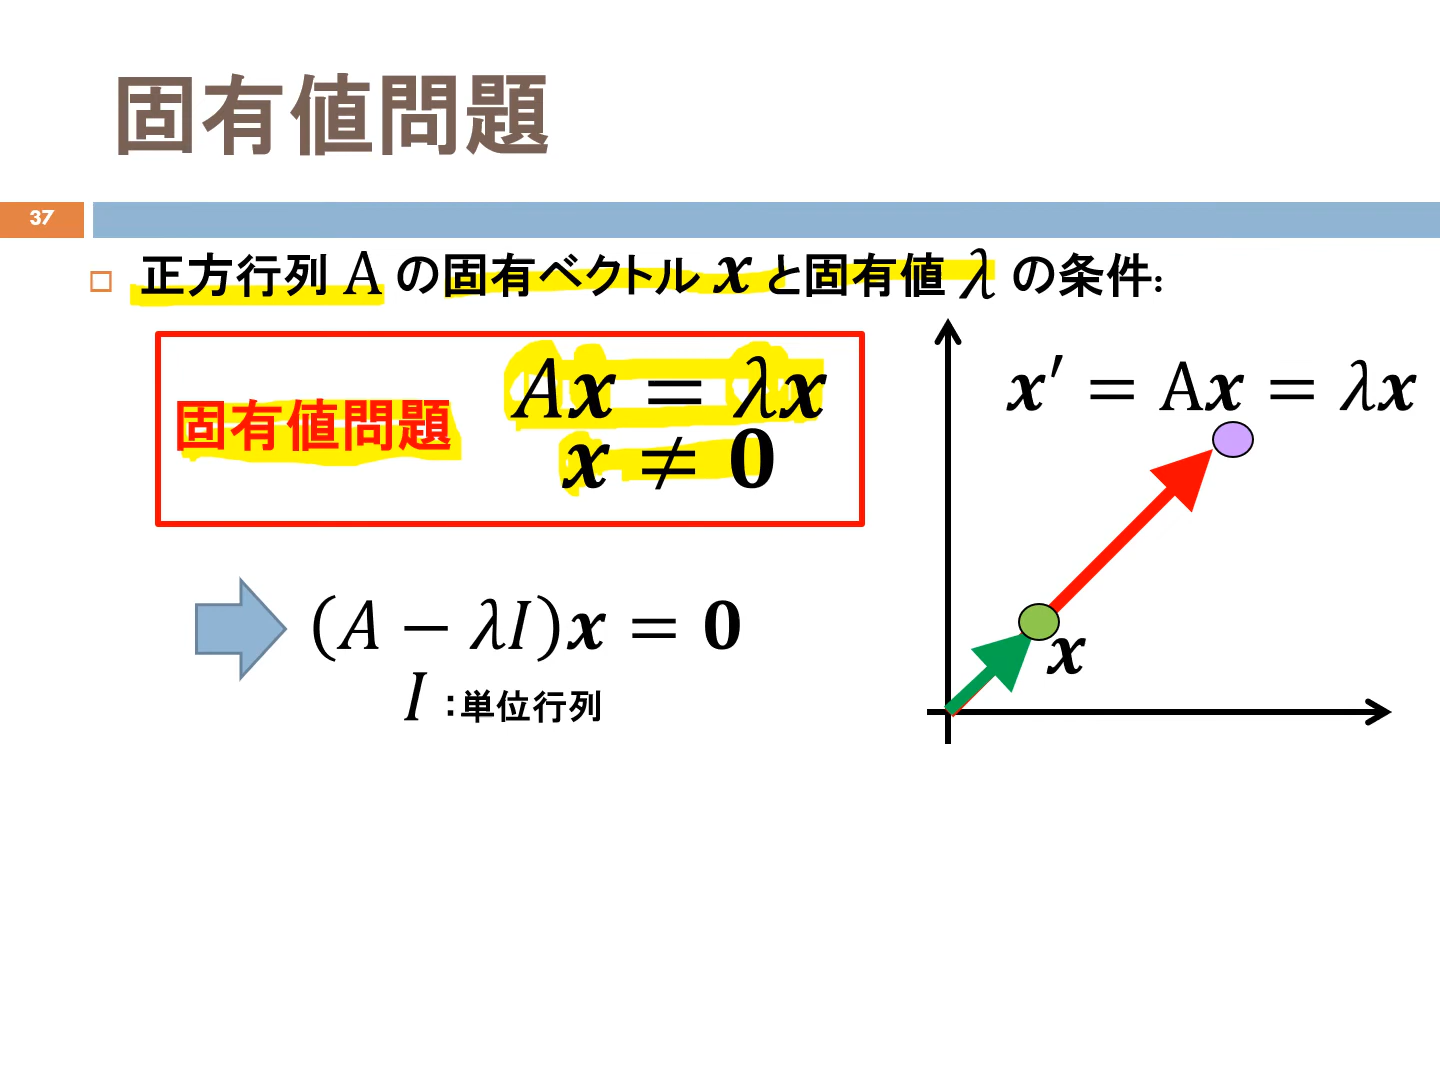 固有値問題
37
正方行列 A の固有ベクトル 𝒙 と固有値 𝜆 の条件:
固有値問題
𝐴𝒙 = 𝜆𝒙
𝒙 ≠ 𝟎
𝒙′ = A𝒙 = 𝜆𝒙
𝒙
(𝐴 − 𝜆𝐼)𝒙 = 𝟎
𝐼 :単位行列